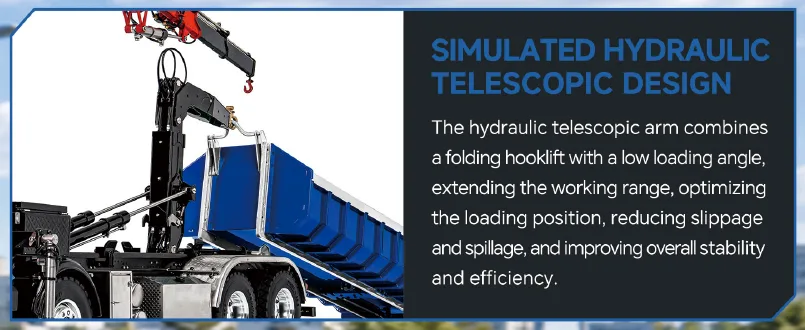 SIMULATED HYDRAULIC
TELESCOPIC DESIGN
The hydraulic telescopic arm combines
a folding hooklift with a low loading angle,
extending the working range, optimizing
the loading position, reducing slippage
and spillage, and improving overall stability
and efficiency.